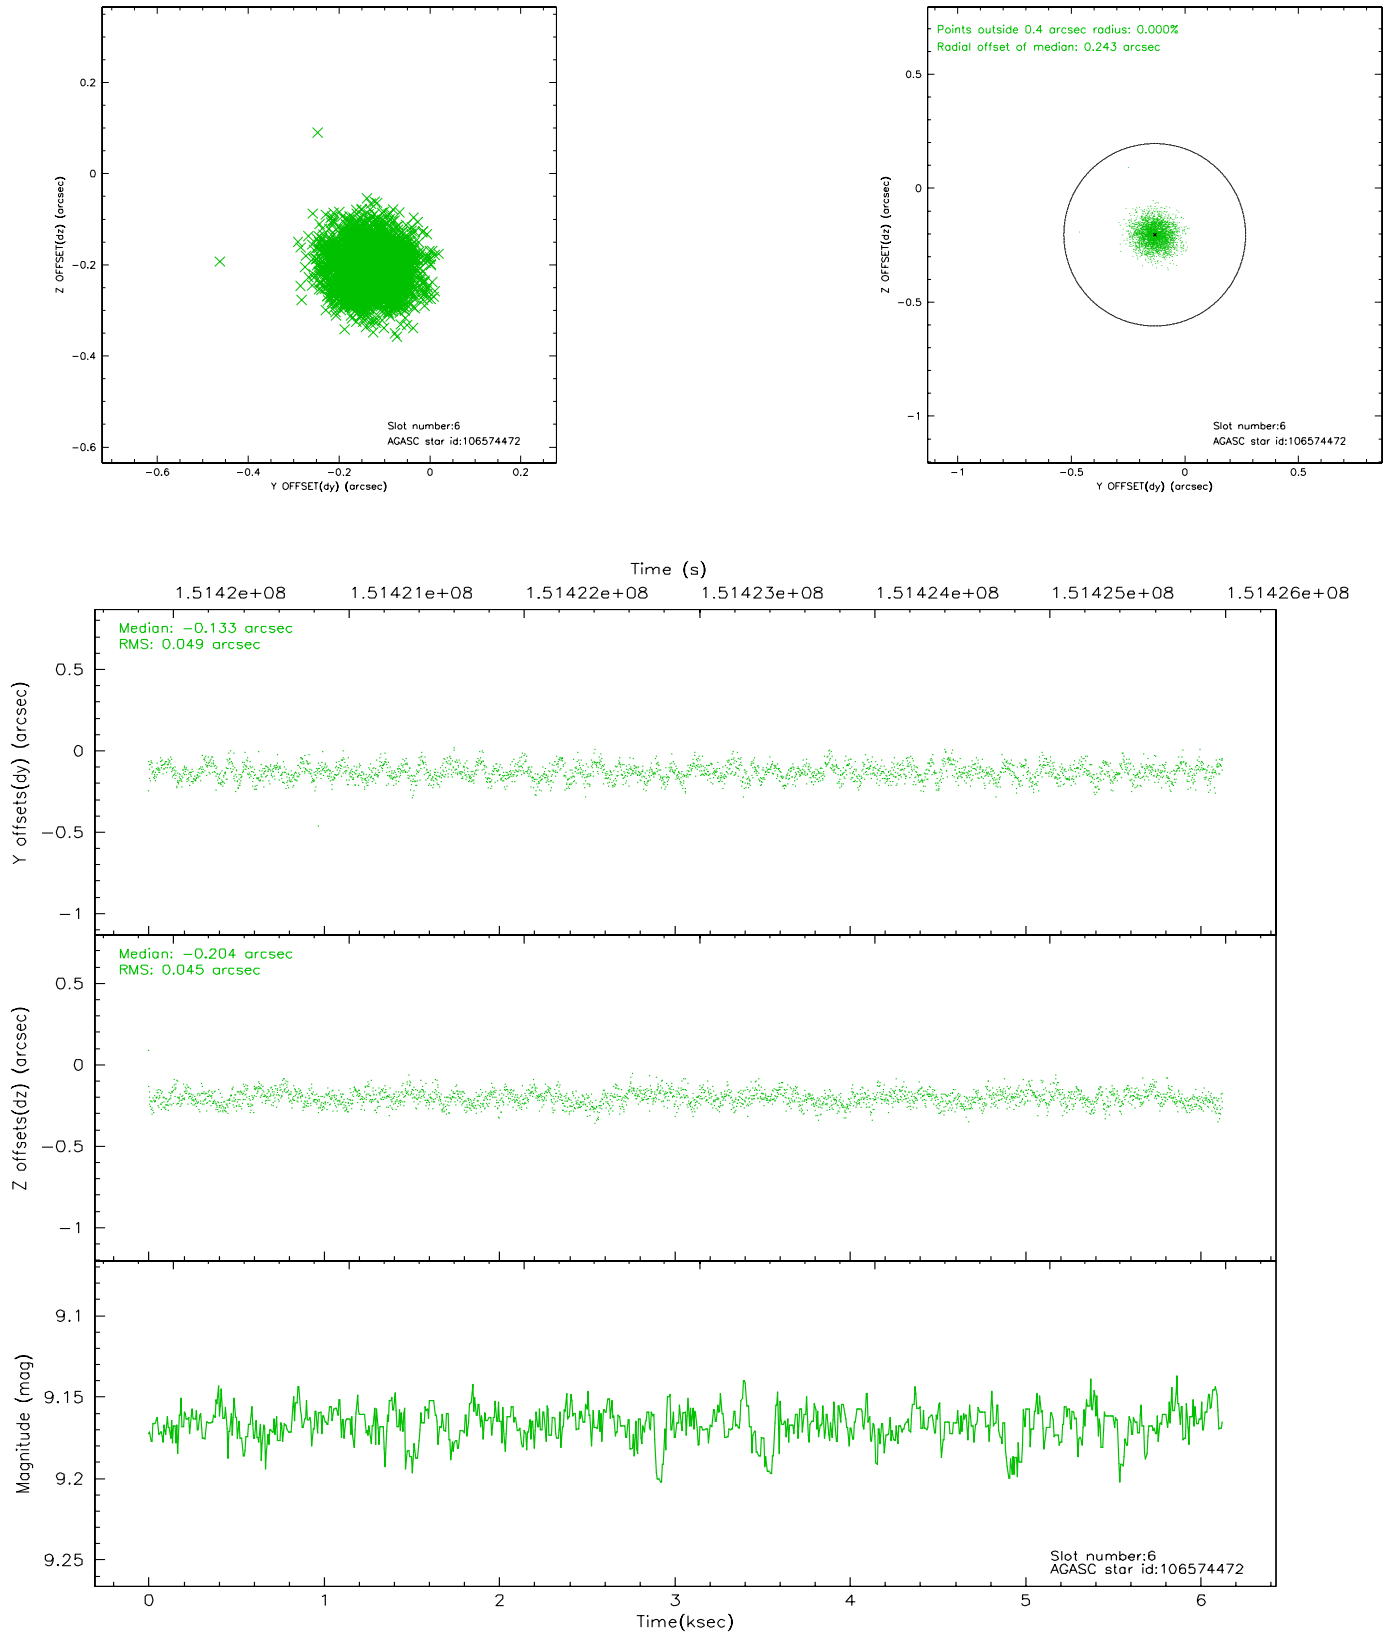 0.2
0
-0.2
-0.4
-0.6
Z OFFSET(dz) (arcsec)
Slot number:6
AGASC star id:106574472
-0.6 -0.4 -0.2 0 0.2
Y OFFSET(dy) (arcsec)
Points outside 0.4 arcsec radius: 0.000%
Radial offset of median: 0.243 arcsec
0.5
0
-0.5
-1
Z OFFSET(dz) (arcsec)
Slot number:6
AGASC star id:106574472
-1 -0.5 0 0.5
Y OFFSET(dy) (arcsec)
Time (s)
1.5142e+08 1.51421e+08 1.51422e+08 1.51423e+08 1.51424e+08 1.51425e+08 1.51426e+08
Median: -0.133 arcsec
RMS: 0.049 arcsec
0.5
0
-0.5
-1
Y offsets(dy) (arcsec)
Median: -0.204 arcsec
RMS: 0.045 arcsec
0.5
0
-0.5
-1
Z offsets(dz) (arcsec)
9.1
9.15
9.2
9.25
Magnitude (mag)
Slot number:6
AGASC star id:106574472
0 1 2 3 4 5 6
Time(ksec)